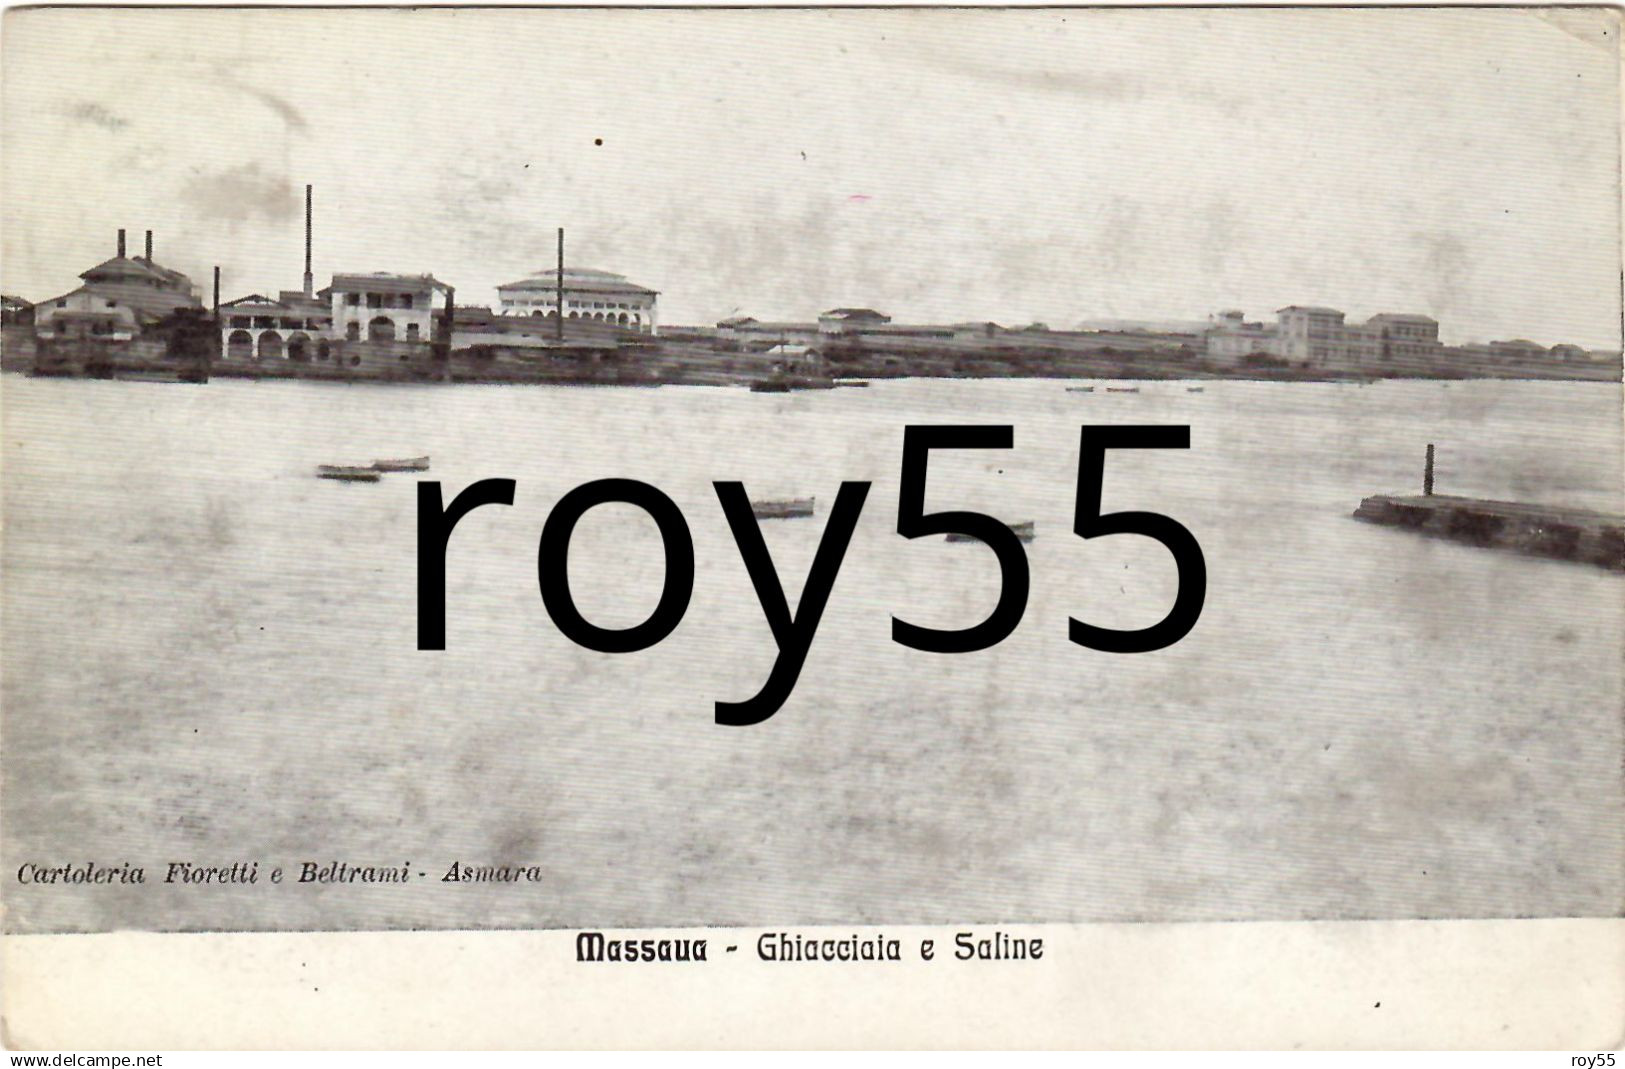 roy55
Cartoleria Fioretti e Beltrami - Asmara
Massaua - Ghiacciaia e Saline
www.delcampe.net
roy55